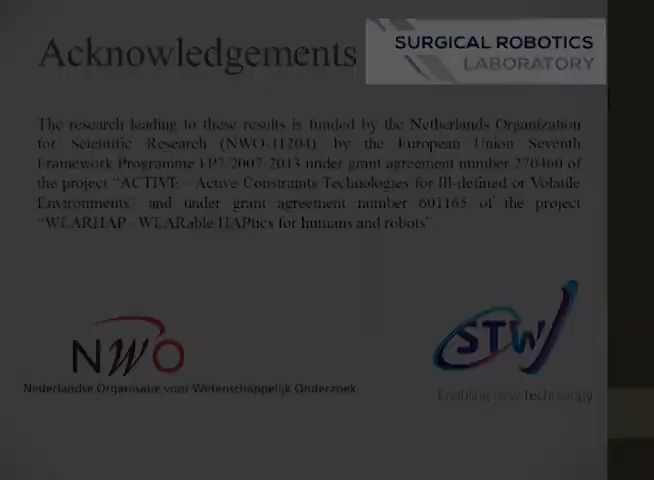 Acknowledgements
SURGICAL ROBOTICS
LABORATORY
The research leading to these results is funded by the Netherlands Organization
for Scientific Research (NWO-11204), by the European Union Seventh
Framework Programme FP7/2007-2013 under grant agreement number 270460 of
the project "ACTIVE - Active Constraints Technologies for Ill-defined or Volatile
Environments" and under grant agreement number 601165 of the project
"WEARHAP - WEARable HAPtics for humans and robots"
NWO
STW
Nederlandse Organisatie voor Wetenschappelijk Onderzoek
Enabling new technology